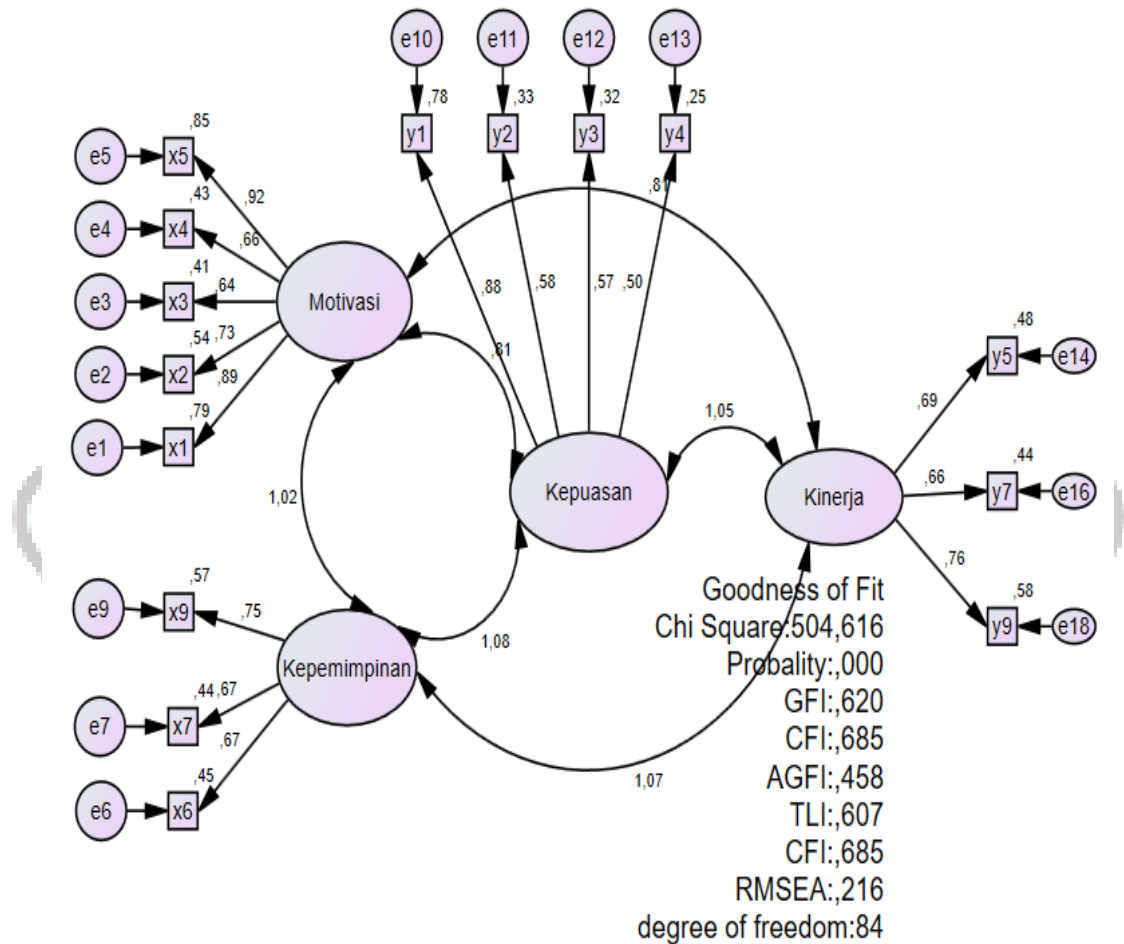 e10 e11 e12 e13
,78 ,33 ,32 ,25
y1 y2 y3 y4
,85
e5 x5
,92
,43
e4 x4
,66
,41
e3 x3
,64
,54 ,73
e2 x2
,89
,79
e1 x1
Motivasi
,81
,88 ,58 ,57 ,50
,81
1,02
Kepuasan
1,05
Kinerja
,48
y5 e14
,69
,44
,66
y7 e16
,76
,58
y9 e18
,57
e9 x9
,75
1,08
Kepemimpinan
,44 ,67
e7 x7
,67
,45
e6 x6
1,07
Goodness of Fit
Chi Square:504,616
Probality:,000
GFI:,620
CFI:,685
AGFI:,458
TLI:,607
CFI:,685
RMSEA:,216
degree of freedom:84